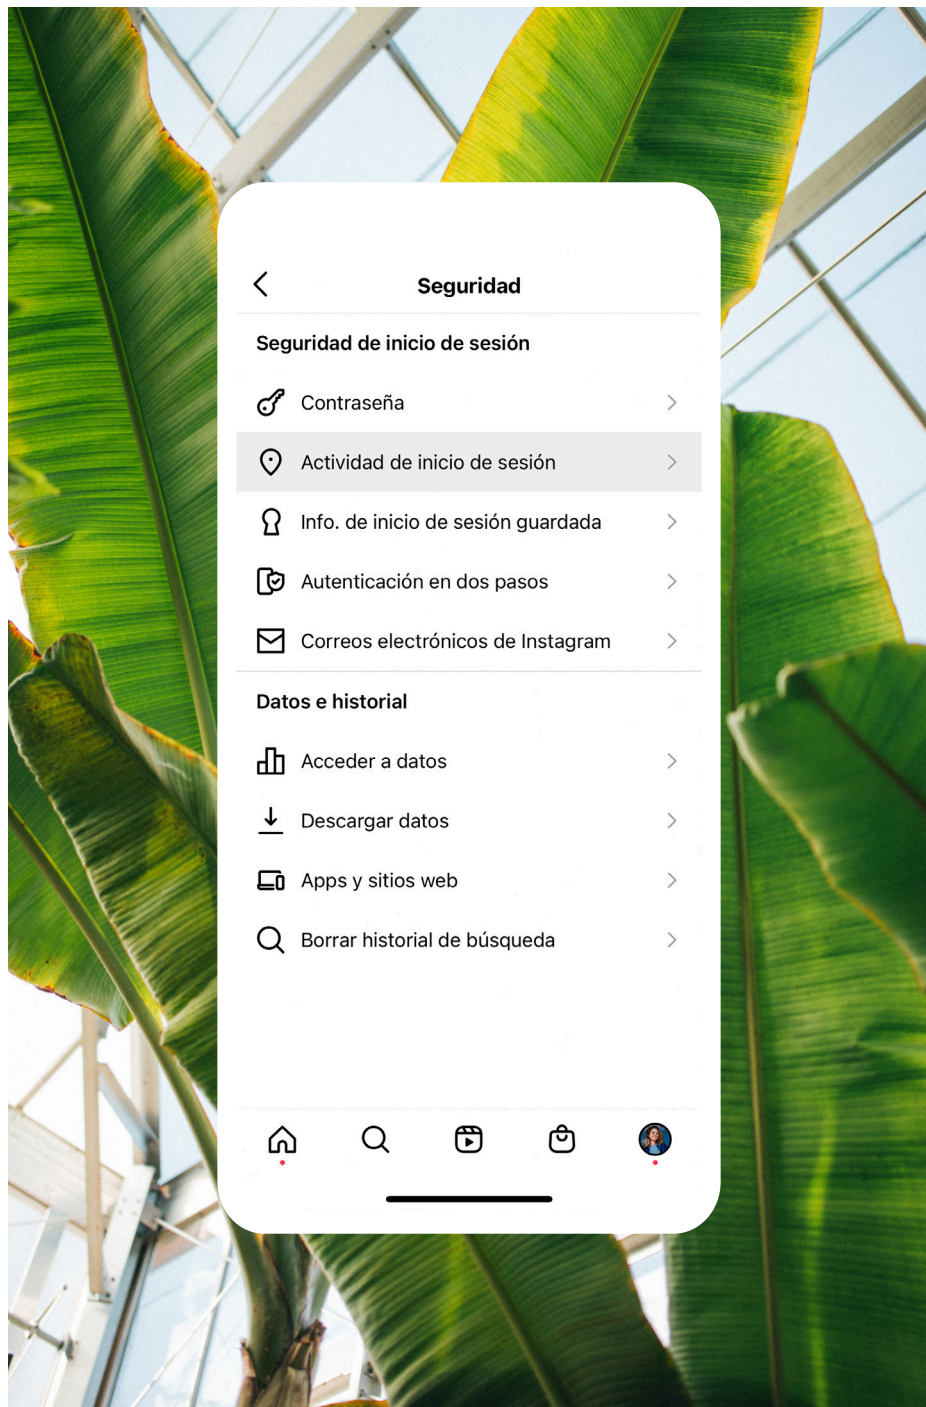 Seguridad
Seguridad de inicio de sesión
Contraseña
Actividad de inicio de sesión
Info. de inicio de sesión guardada
Autenticación en dos pasos
Correos electrónicos de Instagram
Datos e historial
Acceder a datos
Descargar datos
Apps y sitios web
Borrar historial de búsqueda